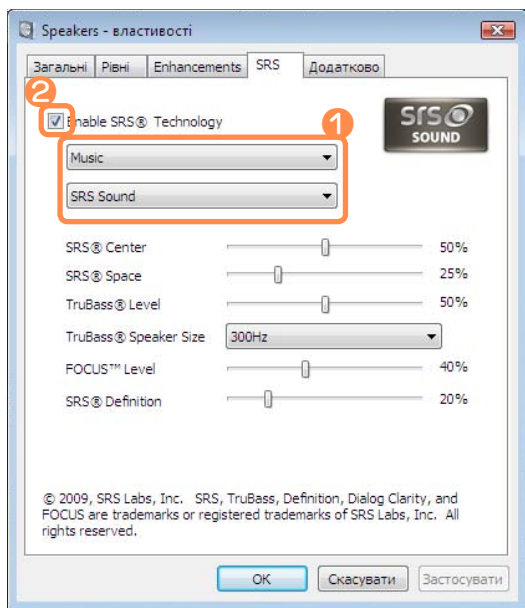 Speakers - властивості
Загальні Рівні Enhancements SRS Додатково
2
Enable SRS® Technology
1
SRS
SOUND
Music
SRS Sound
SRS® Center 50%
SRS® Space 25%
TruBass® Level 50%
TruBass® Speaker Size 300Hz
FOCUS™ Level 40%
SRS® Definition 20%
© 2009, SRS Labs, Inc. SRS, TruBass, Definition, Dialog Clarity, and
FOCUS are trademarks or registered trademarks of SRS Labs, Inc. All
rights reserved.
ОК Скасувати Застосувати